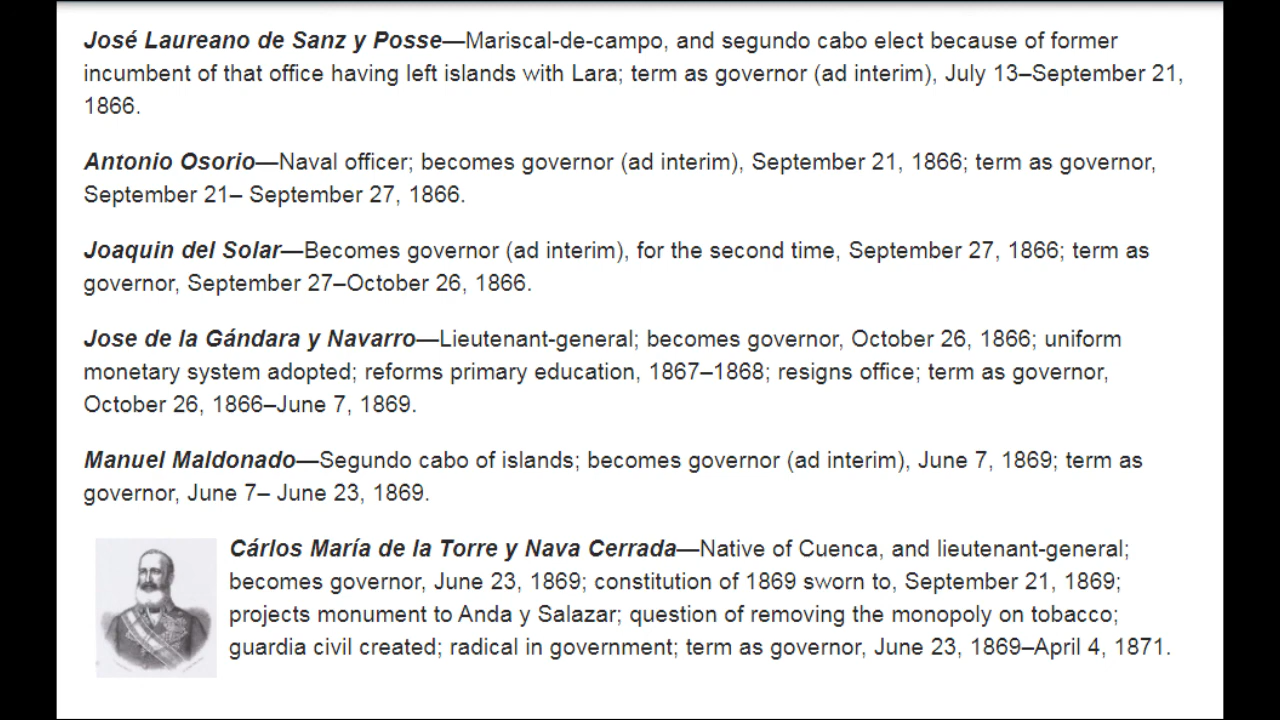 José Laureano de Sanz y Posse—Mariscal-de-campo, and segundo cabo elect because of former
incumbent of that office having left islands with Lara; term as governor (ad interim), July 13–September 21,
1866.
Antonio Osorio—Naval officer; becomes governor (ad interim), September 21, 1866; term as governor,
September 21– September 27, 1866.
Joaquin del Solar—Becomes governor (ad interim), for the second time, September 27, 1866; term as
governor, September 27–October 26, 1866.
Jose de la Gándara y Navarro—Lieutenant-general; becomes governor, October 26, 1866; uniform
monetary system adopted; reforms primary education, 1867–1868; resigns office; term as governor,
October 26, 1866–June 7, 1869.
Manuel Maldonado—Segundo cabo of islands; becomes governor (ad interim), June 7, 1869; term as
governor, June 7– June 23, 1869.
Cárlos María de la Torre y Nava Cerrada—Native of Cuenca, and lieutenant-general;
becomes governor, June 23, 1869; constitution of 1869 sworn to, September 21, 1869;
projects monument to Anda y Salazar; question of removing the monopoly on tobacco;
guardia civil created; radical in government; term as governor, June 23, 1869–April 4, 1871.